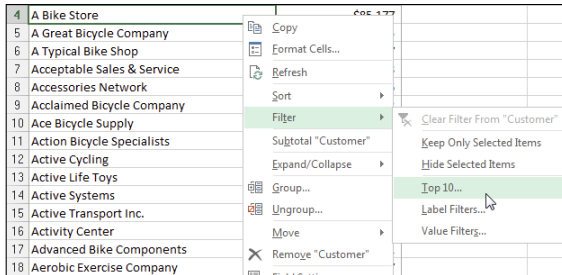 4 A Bike Store $85,177
5 A Great Bicycle Company
6 A Typical Bike Shop
7 Acceptable Sales & Service
8 Accessories Network
9 Acclaimed Bicycle Company
10 Ace Bicycle Supply
11 Action Bicycle Specialists
12 Active Cycling
13 Active Life Toys
14 Active Systems
15 Active Transport Inc.
16 Activity Center
17 Advanced Bike Components
18 Aerobic Exercise Company
Copy
Format Cells...
Refresh
Sort
Filter
Subtotal "Customer"
Expand/Collapse
Group...
Ungroup...
Move
Remove "Customer"
Clear Filter From "Customer"
Keep Only Selected Items
Hide Selected Items
Top 10...
Label Filters...
Value Filters...